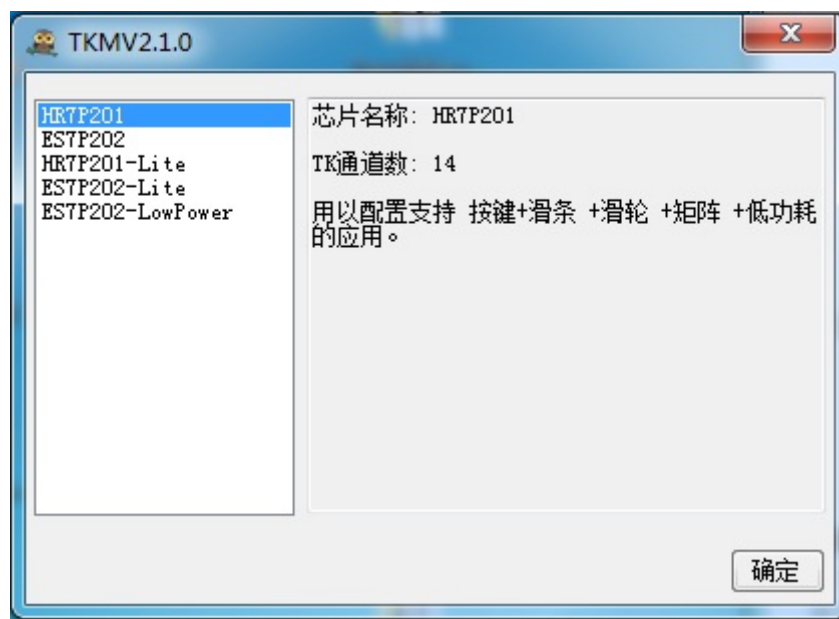 TKMV2.1.0
HR7P201
ES7P202
HR7P201-Lite
ES7P202-Lite
ES7P202-LowPower
芯片名称: HR7P201
TK通道数: 14
用以配置支持 按键+滑条 +滑轮 +矩阵 +低功耗
的应用。
确定